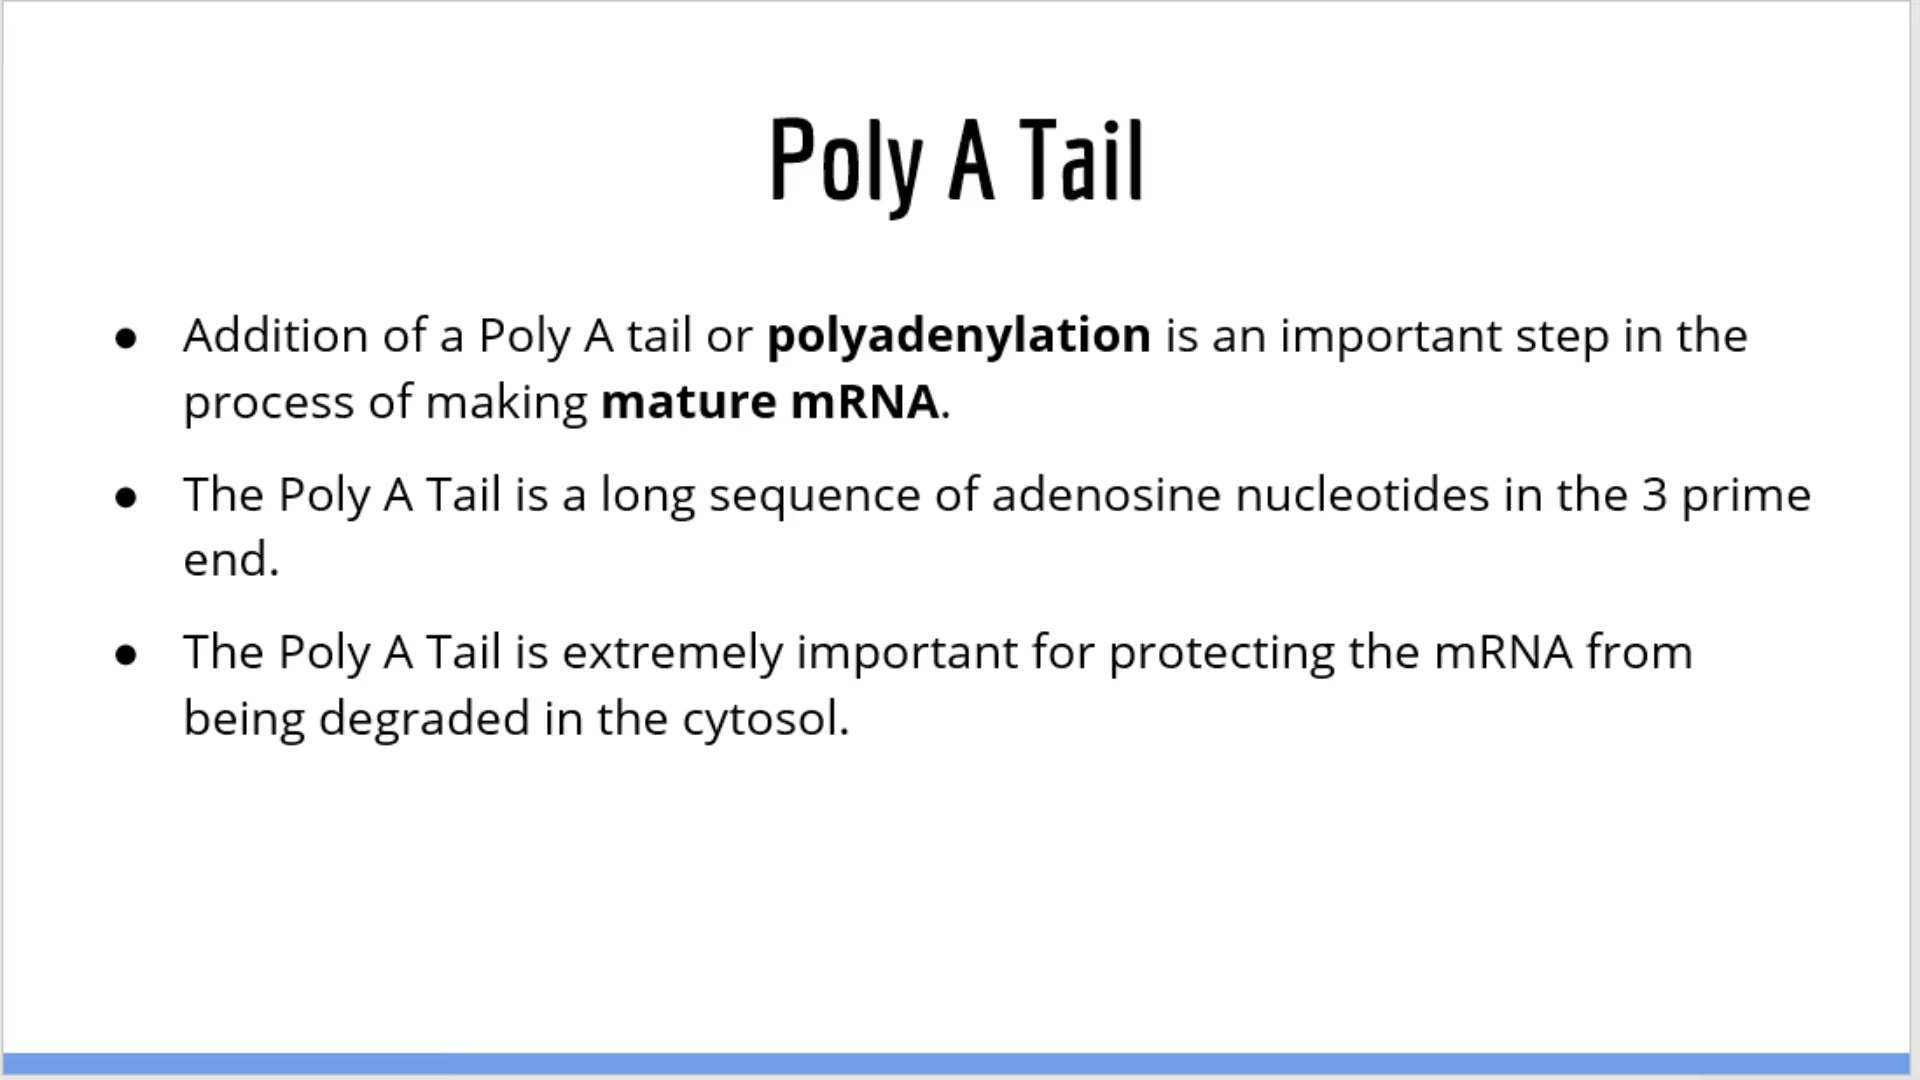 Poly A Tail
● Addition of a Poly A tail or polyadenylation is an important step in the
process of making mature mRNA.
● The Poly A Tail is a long sequence of adenosine nucleotides in the 3 prime
end.
● The Poly A Tail is extremely important for protecting the mRNA from
being degraded in the cytosol.